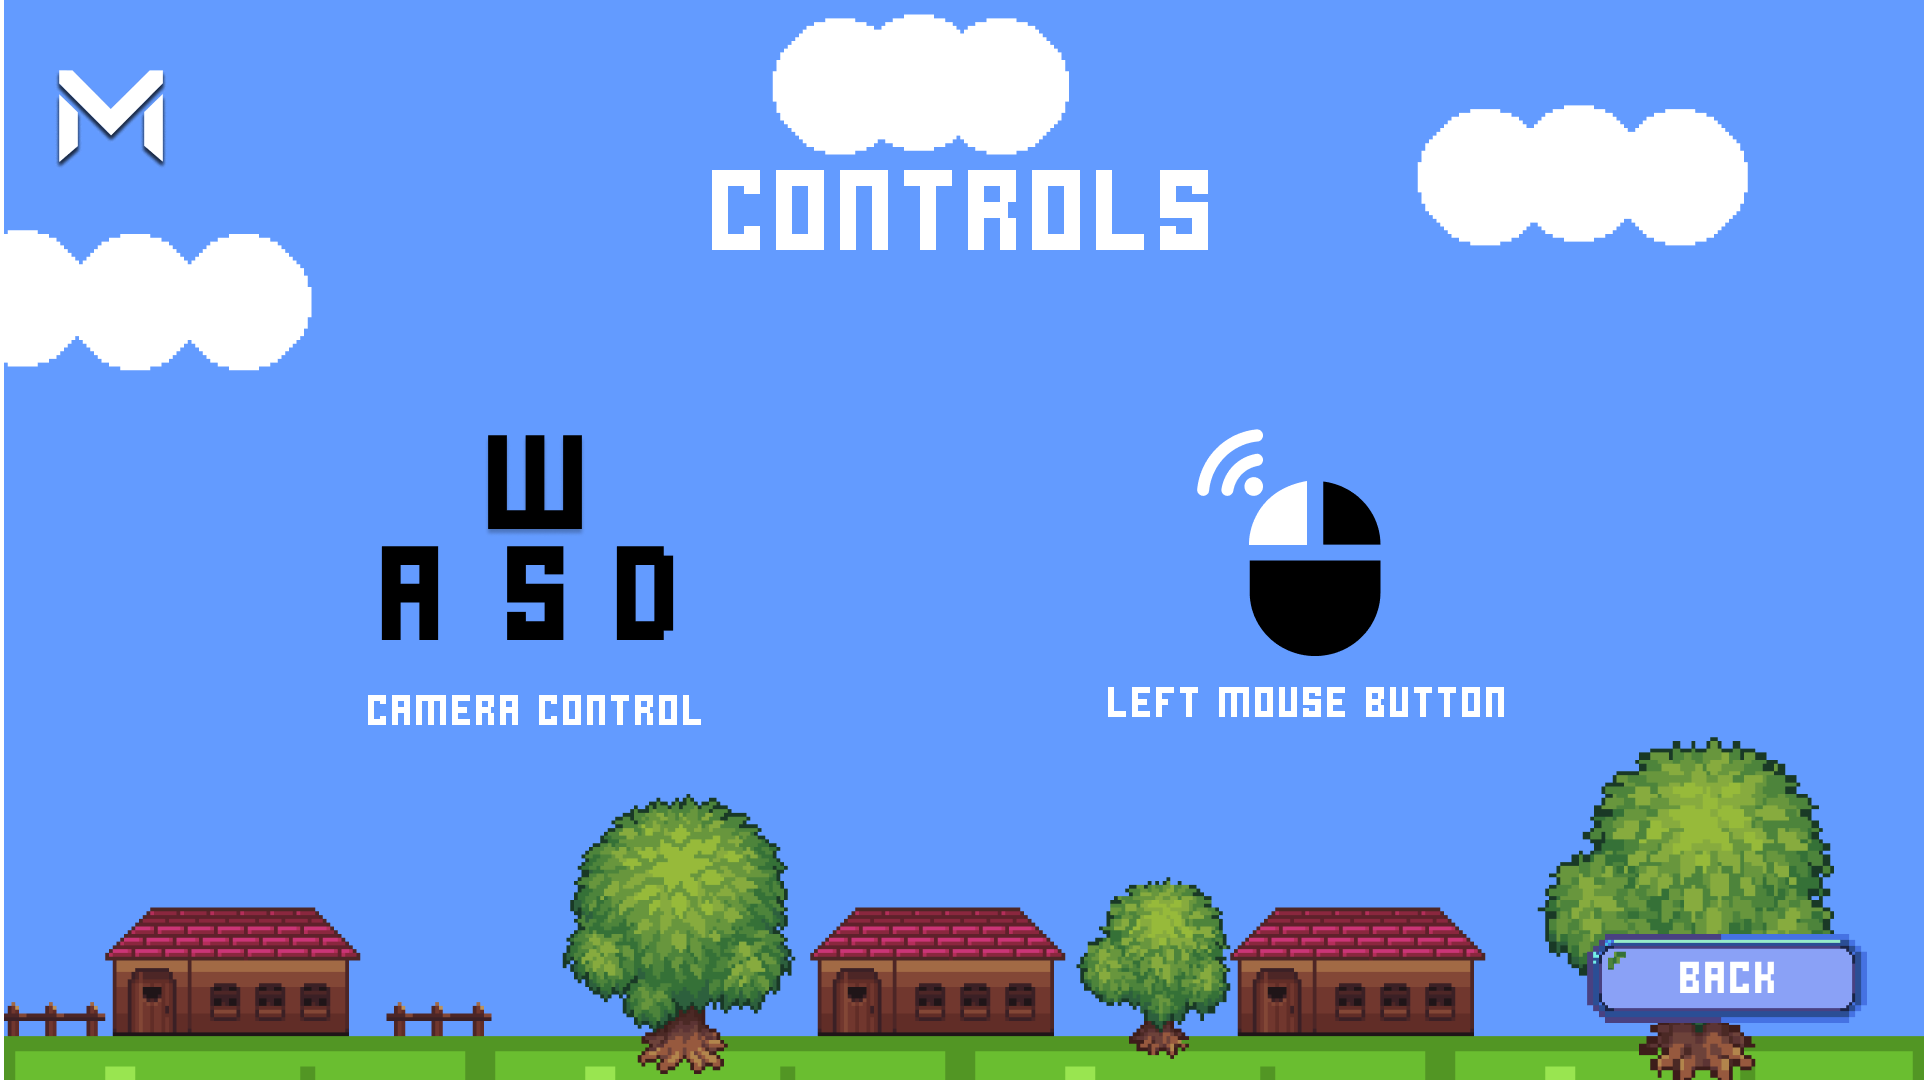 M
CONTROLS
W
A S D
CAMERA CONTROL
LEFT MOUSE BUTTON
BACK